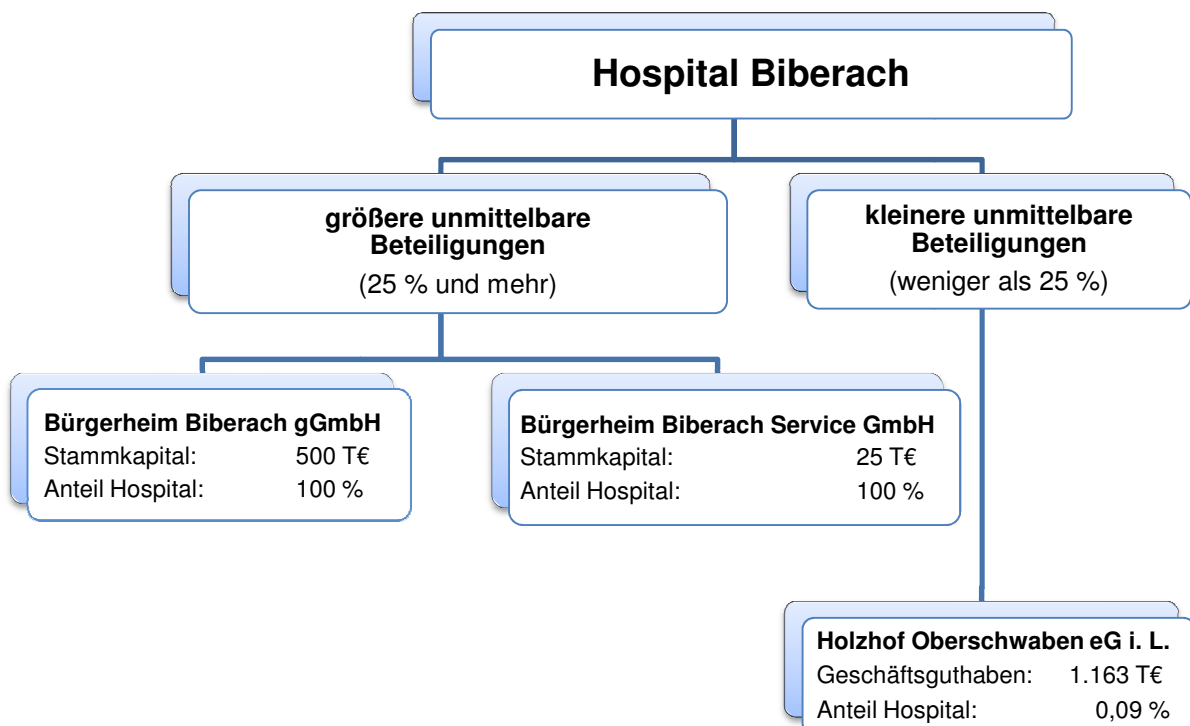 Hospital Biberach
größere unmittelbare
Beteiligungen
(25 % und mehr)
kleinere unmittelbare
Beteiligungen
(weniger als 25 %)
Bürgerheim Biberach gGmbH
Stammkapital: 500 T€
Anteil Hospital: 100 %
Bürgerheim Biberach Service GmbH
Stammkapital: 25 T€
Anteil Hospital: 100 %
Holzhof Oberschwaben eG i. L.
Geschäftsguthaben: 1.163 T€
Anteil Hospital: 0,09 %